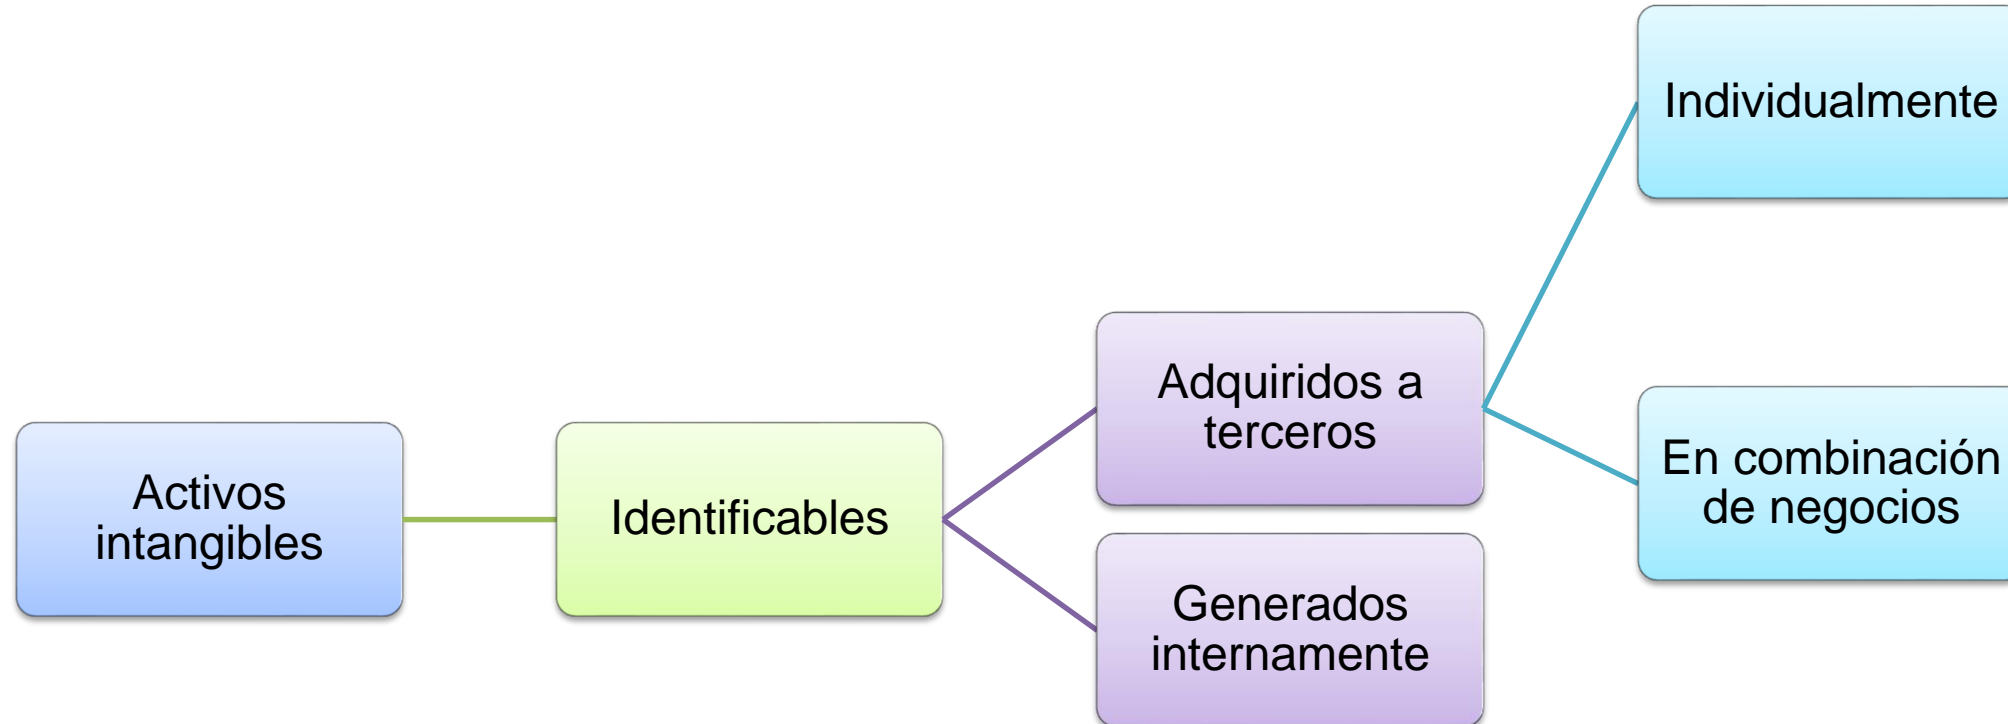 Activos
intangibles
Identificables
Adquiridos a
terceros
Generados
internamente
Individualmente
En combinación
de negocios